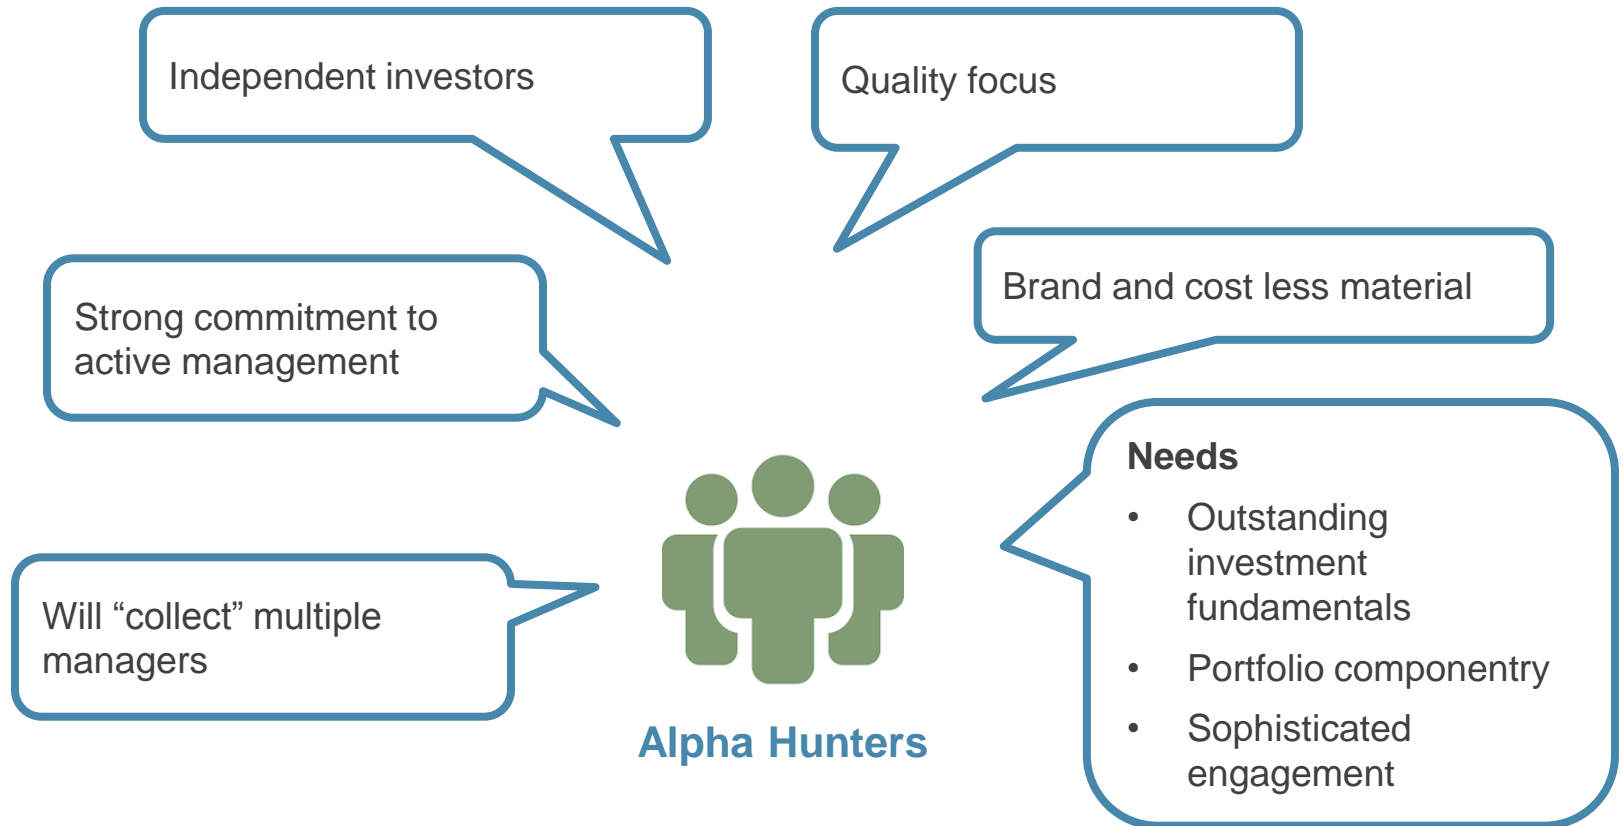 Independent investors
Quality focus
Strong commitment to
active management
Brand and cost less material
Will “collect” multiple
managers
Needs
• Outstanding
investment
fundamentals
• Portfolio componentry
• Sophisticated
engagement
Alpha Hunters